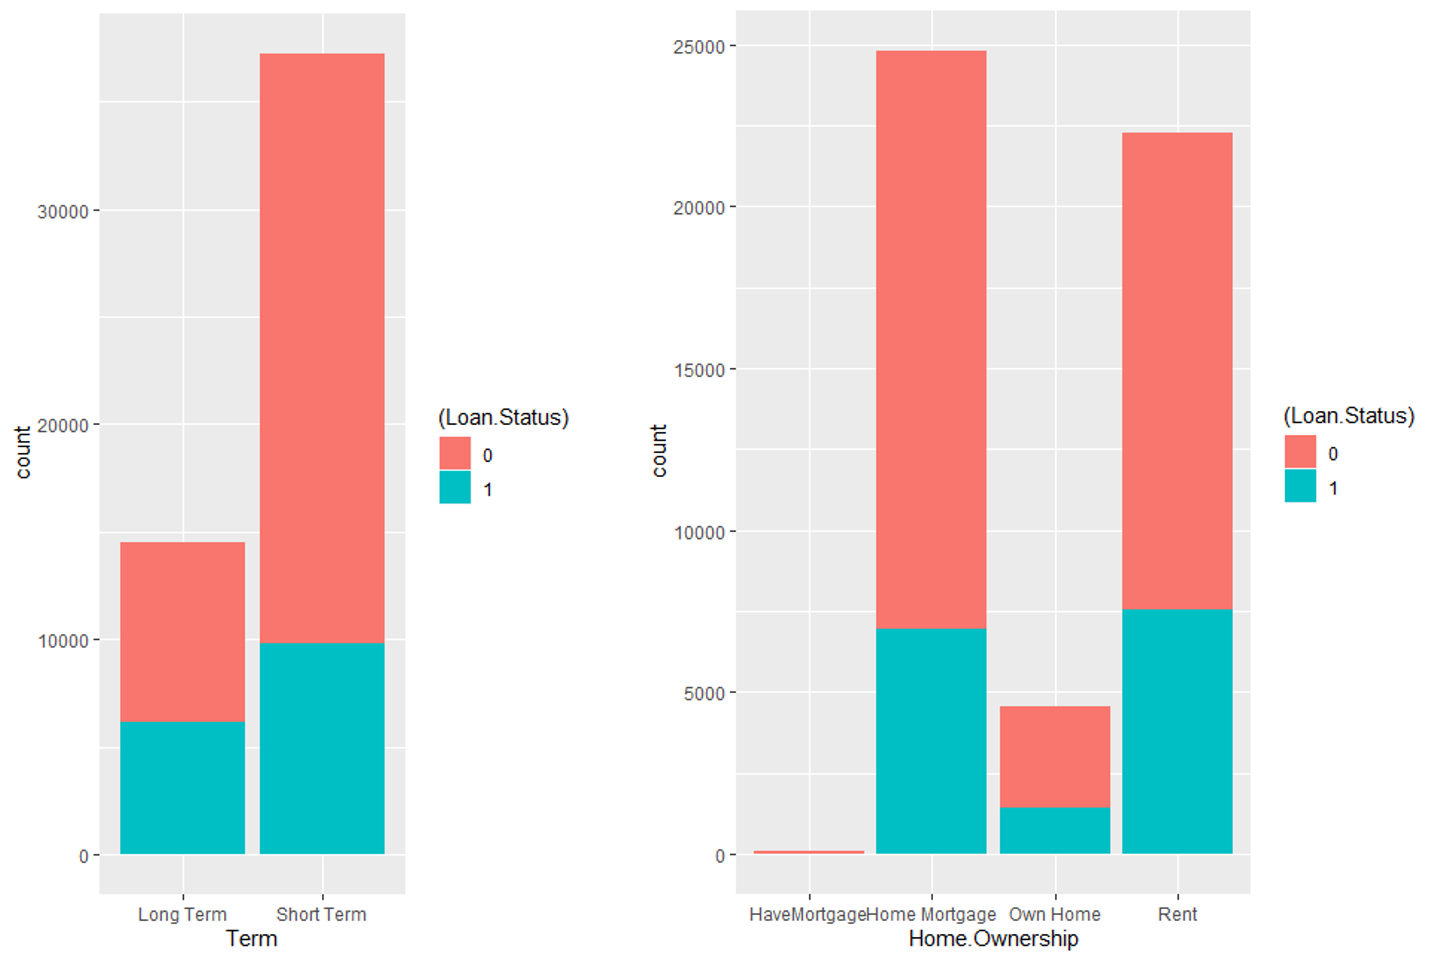 count
30000
20000
10000
0
Long Term
Short Term
Term
(Loan.Status)
0
1
count
25000
20000
15000
10000
5000
0
HaveMortgage
Home Mortgage
Own Home
Rent
Home.Ownership
(Loan.Status)
0
1